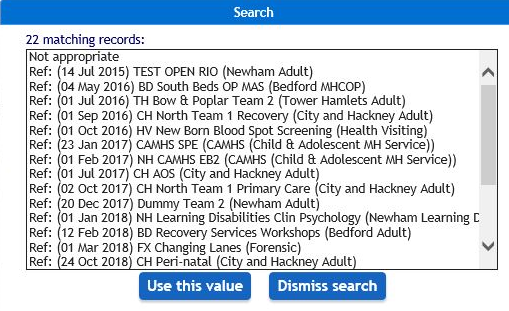 Search
22 matching records:
Not appropriate
Ref: (14 Jul 2015) TEST OPEN RIO (Newham Adult)
Ref: (04 May 2016) BD South Beds OP MAS (Bedford MHCOP)
Ref: (01 Jul 2016) TH Bow & Poplar Team 2 (Tower Hamlets Adult)
Ref: (01 Sep 2016) CH North Team 1 Recovery (City and Hackney Adult)
Ref: (01 Oct 2016) HV New Born Blood Spot Screening (Health Visiting)
Ref: (23 Jan 2017) CAMHS SPE (CAMHS (Child & Adolescent MH Service))
Ref: (01 Feb 2017) NH CAMHS EB2 (CAMHS (Child & Adolescent MH Service))
Ref: (01 Jul 2017) CH AOS (City and Hackney Adult)
Ref: (02 Oct 2017) CH North Team 1 Primary Care (City and Hackney Adult)
Ref: (20 Dec 2017) Dummy Team 2 (Newham Adult)
Ref: (01 Jan 2018) NH Learning Disabilities Clin Psychology (Newham Learning D
Ref: (12 Feb 2018) BD Recovery Services Workshops (Bedford Adult)
Ref: (01 Mar 2018) FX Changing Lanes (Forensic)
Ref: (24 Oct 2018) CH Peri-natal (City and Hackney Adult)
Use this value Dismiss search